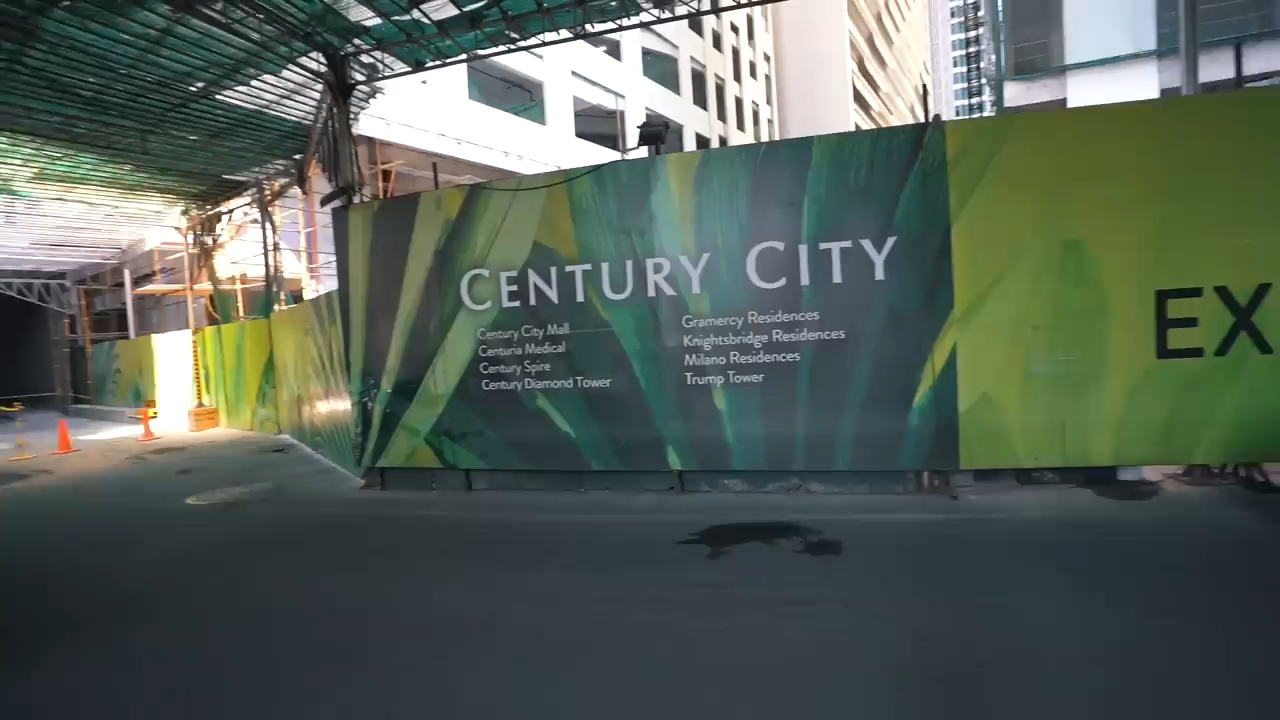 CENTURY CITY
Century City Mall
Centuria Medical
Century Spire
Century Diamond Tower
Gramercy Residences
Knightsbridge Residences
Milano Residences
Trump Tower
EX